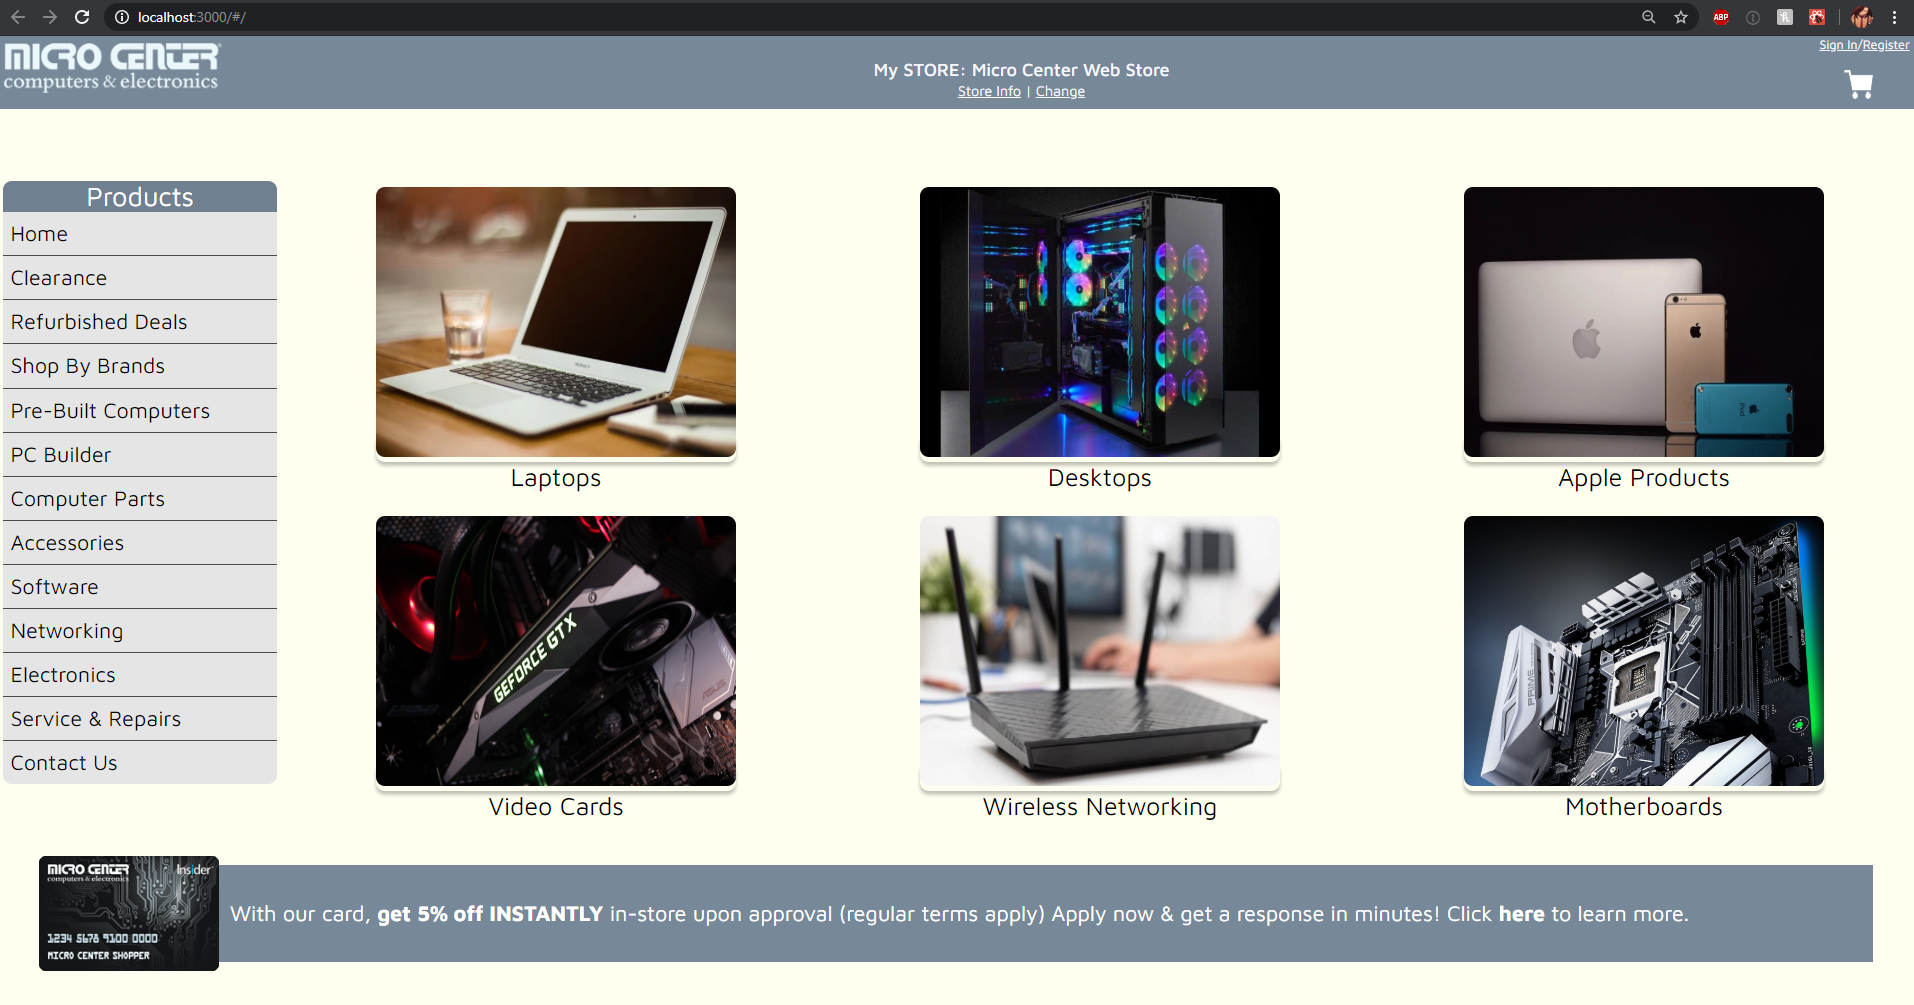 localhost:3000/#/
ABP
MICRO CENTER
computers & electronics
Sign In/Register
My STORE: Micro Center Web Store
Store Info | Change
Products
Home
Clearance
Refurbished Deals
Shop By Brands
Pre-Built Computers
PC Builder
Computer Parts
Accessories
Software
Networking
Electronics
Service & Repairs
Contact Us
Laptops
Desktops
iPod
Apple Products
GEFORCE GTX
Video Cards
Wireless Networking
PRIME
Motherboards
MICRO CENTER
computers & electronics
Insider
1234 5678 9100 0000
MICRO CENTER SHOPPER
With our card, get 5% off INSTANTLY in-store upon approval (regular terms apply) Apply now & get a response in minutes! Click here to learn more.